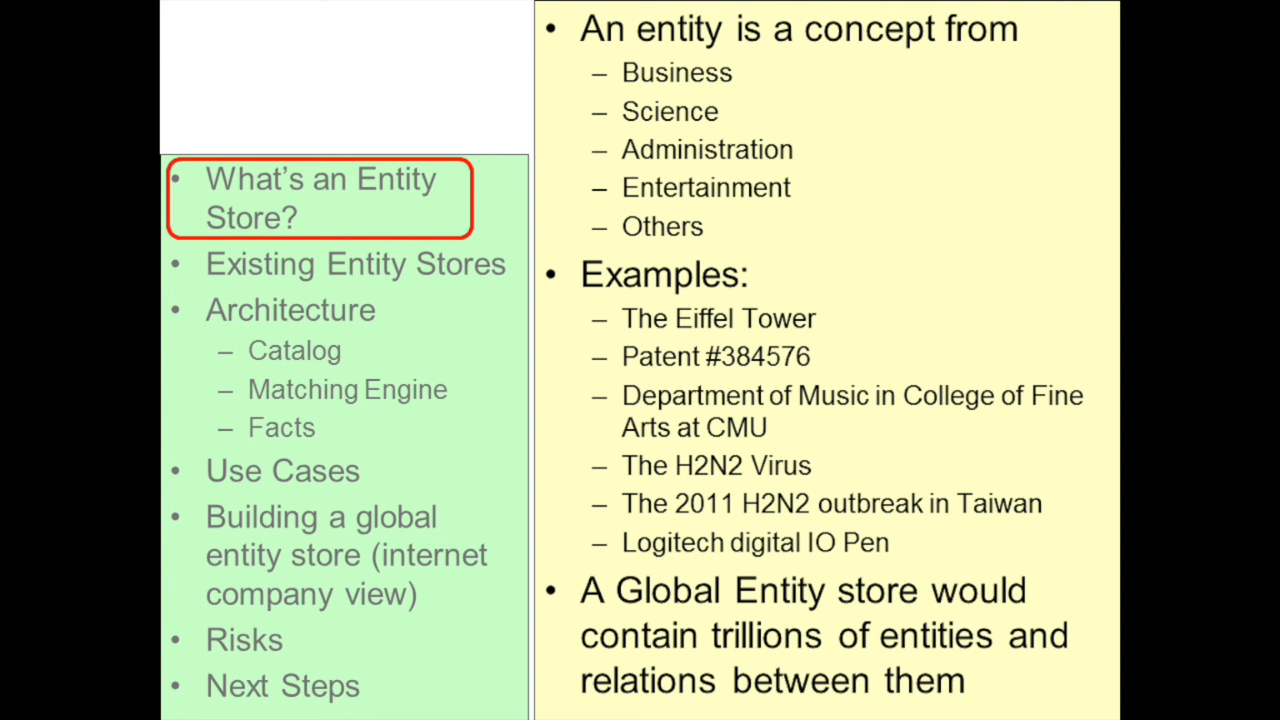 • What's an Entity
Store?
• Existing Entity Stores
• Architecture
– Catalog
– Matching Engine
– Facts
• Use Cases
• Building a global
entity store (internet
company view)
• Risks
• Next Steps
• An entity is a concept from
– Business
– Science
– Administration
– Entertainment
– Others
• Examples:
– The Eiffel Tower
– Patent #384576
– Department of Music in College of Fine
Arts at CMU
– The H2N2 Virus
– The 2011 H2N2 outbreak in Taiwan
– Logitech digital IO Pen
• A Global Entity store would
contain trillions of entities and
relations between them